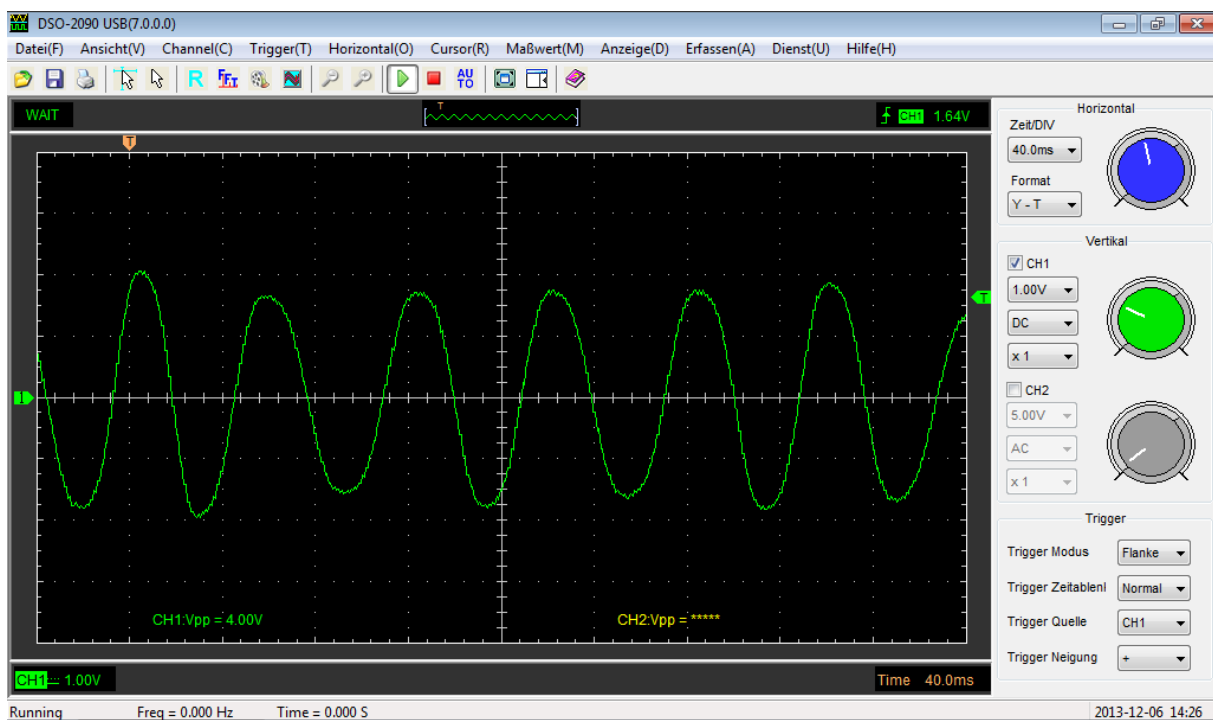 DSO-2090 USB(7.0.0.0)
Datei(F) Ansicht(V) Channel(C) Trigger(T) Horizontal(O) Cursor(R) Maßwert(M) Anzeige(D) Erfassen(A) Dienst(U) Hilfe(H)
R FFT AUTO
WAIT
T
CH1 1.64V
T
T
1
CH1:Vpp = 4.00V
CH2:Vpp = *****
CH1 1.00V
Time 40.0ms
Horizontal
Zeit/DIV
40.0ms
Format
Y - T
Vertikal
CH1
1.00V
DC
x 1
CH2
5.00V
AC
x 1
Trigger
Trigger Modus Flanke
Trigger Zeitablenl Normal
Trigger Quelle CH1
Trigger Neigung +
Running Freq = 0.000 Hz Time = 0.000 S 2013-12-06 14:26